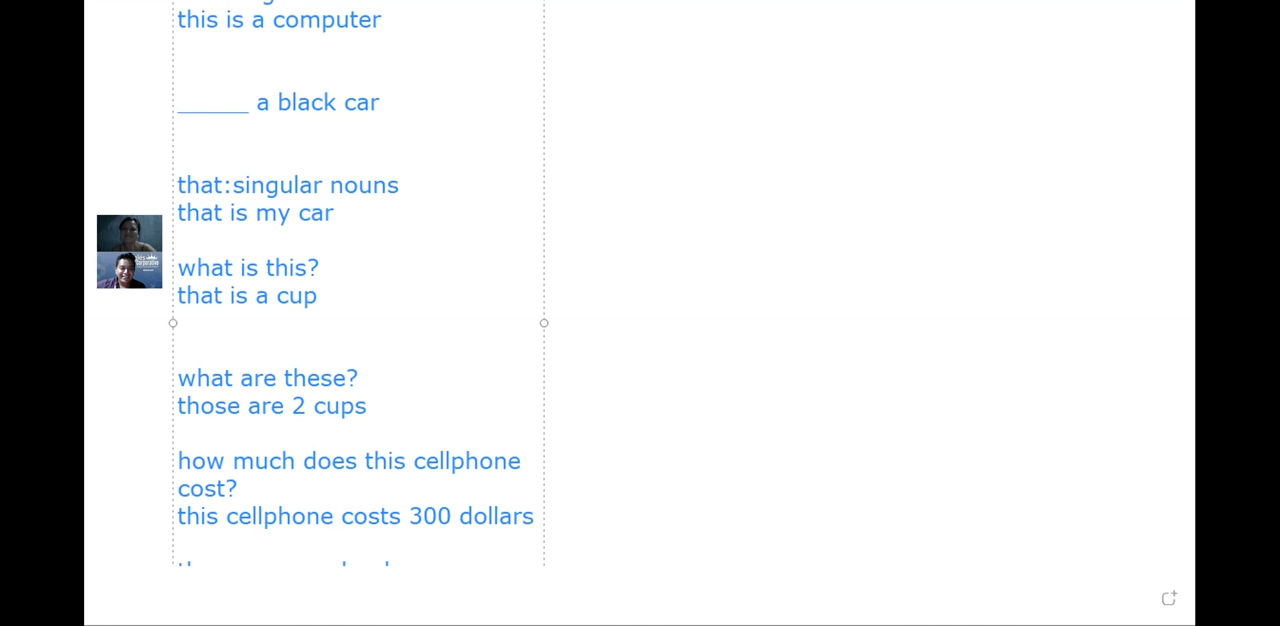 this is a computer
______ a black car
that:singular nouns
that is my car
what is this?
that is a cup
what are these?
those are 2 cups
how much does this cellphone
cost?
this cellphone costs 300 dollars